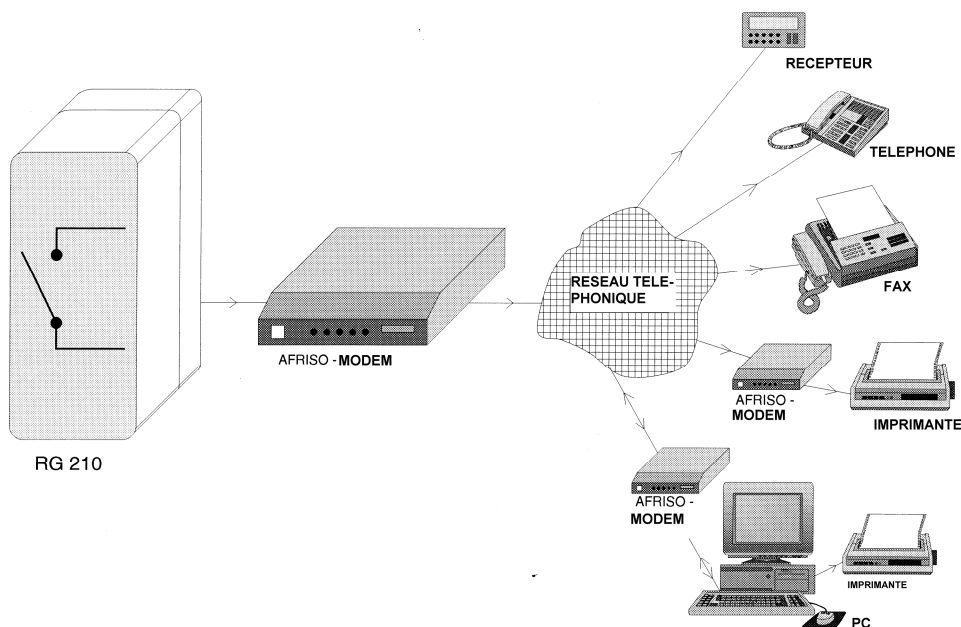 RECEPTEUR
TELEPHONE
RESEAU TELE-
PHONIQUE
FAX
AFRISO - MODEM
AFRISO -
MODEM
IMPRIMANTE
RG 210
AFRISO -
MODEM
IMPRIMANTE
PC